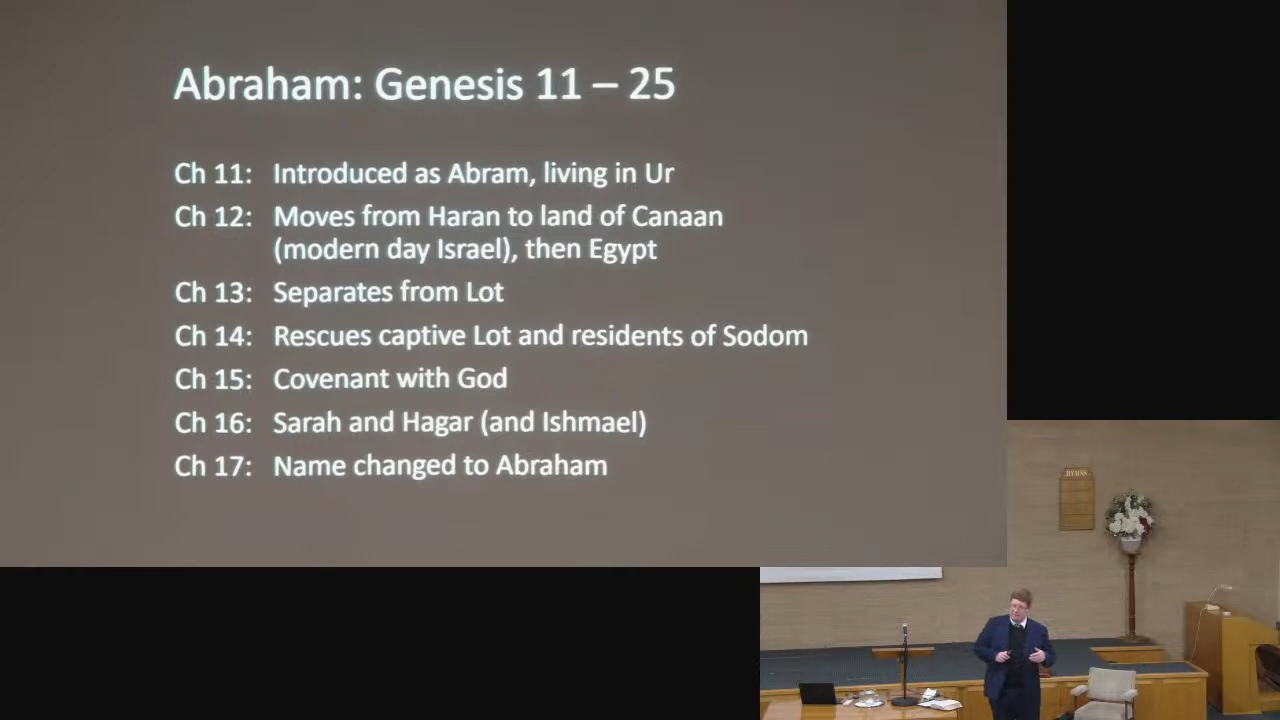 Abraham: Genesis 11 – 25
Ch 11: Introduced as Abram, living in Ur
Ch 12: Moves from Haran to land of Canaan
(modern day Israel), then Egypt
Ch 13: Separates from Lot
Ch 14: Rescues captive Lot and residents of Sodom
Ch 15: Covenant with God
Ch 16: Sarah and Hagar (and Ishmael)
Ch 17: Name changed to Abraham
HYMNS